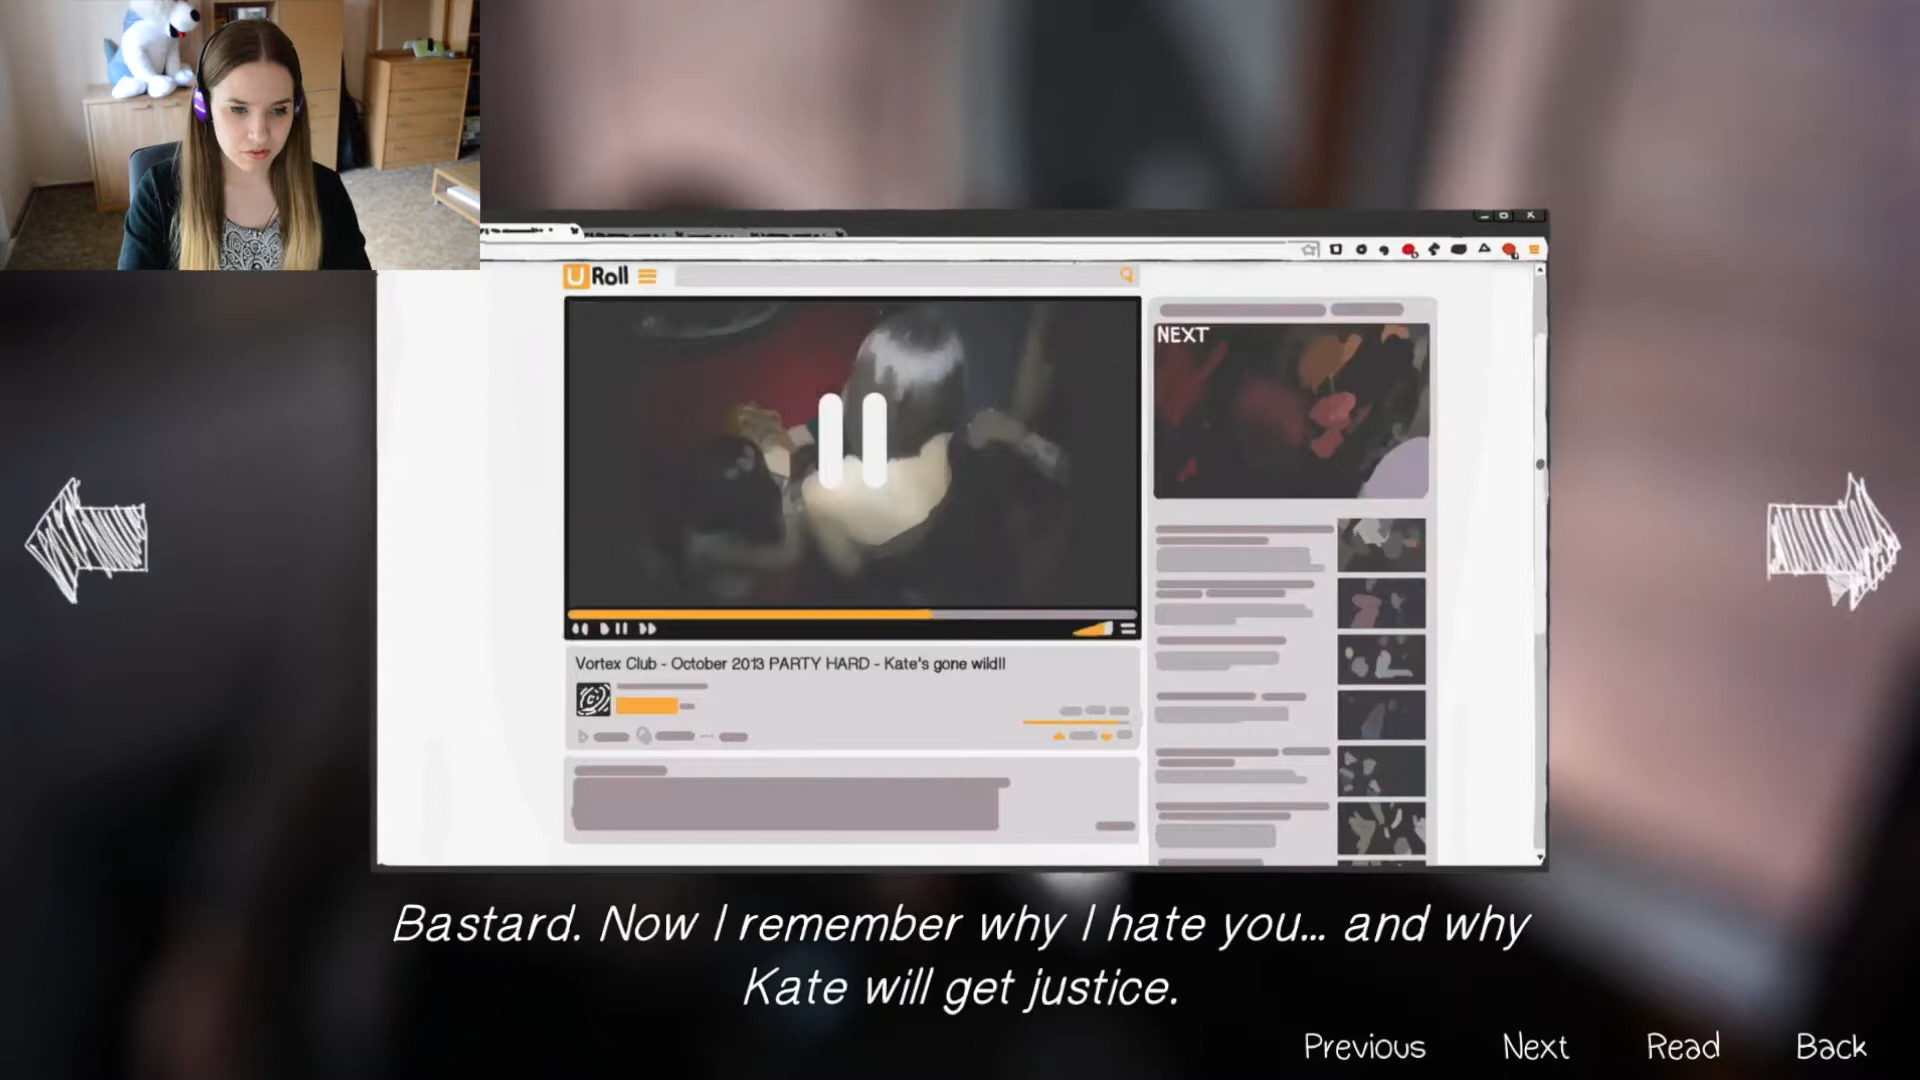 U Roll
NEXT
Vortex Club - October 2013 PARTY HARD - Kate's gone wild!!
Bastard. Now I remember why I hate you... and why
Kate will get justice.
Previous Next Read Back